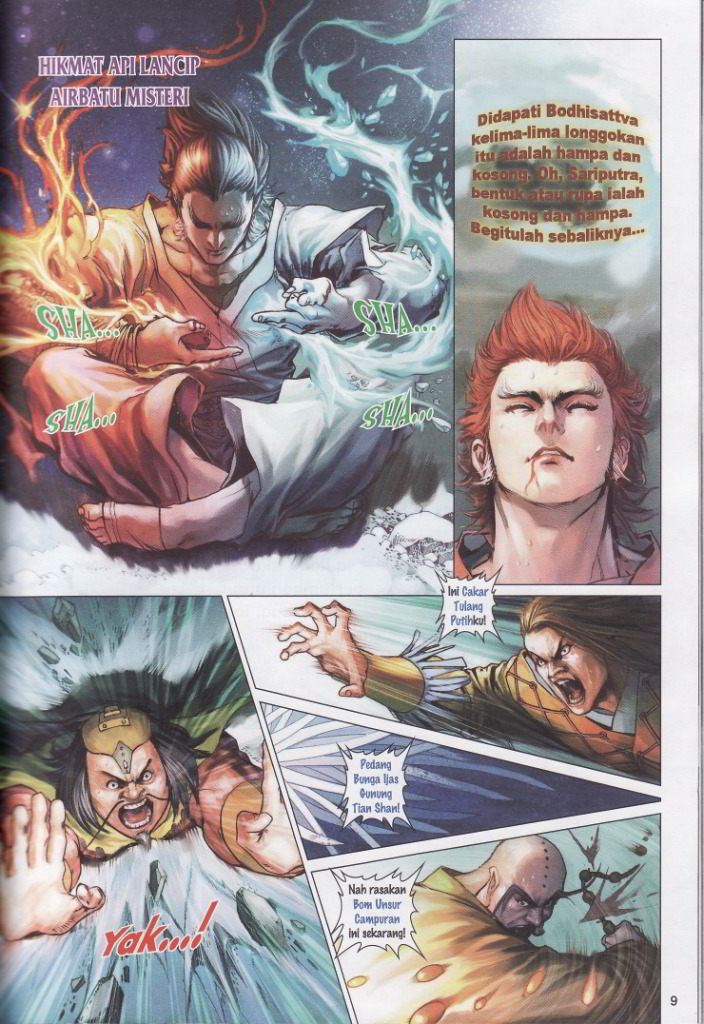 HIKMAT API LANCIP
AIRBATU MISTERI
SHA...
SHA...
SHA...
SHA...
Didapati Bodhisattva
kelima-lima longgokan
itu adalah hampa dan
kosong. Oh, Sariputra,
bentuk atau rupa ialah
kosong dan hampa.
Begitulah sebaliknya...
Ini Cakar
Tulang
Putihku!
Yak....!
Pedang
Bunga Ijas
Gunung
Tian Shan!
Nah rasakan
Bom Unsur
Campuran
ini sekarang!
9